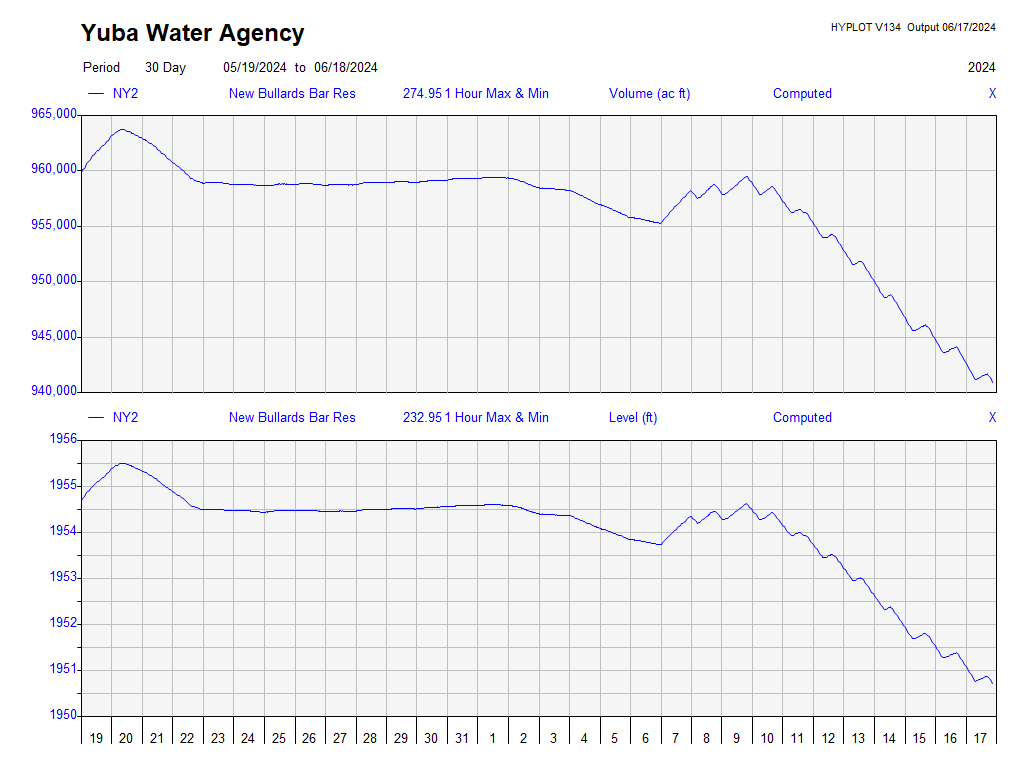 Yuba Water Agency
HYPLOT V134 Output 06/17/2024
Period 30 Day 05/19/2024 to 06/18/2024 2024
NY2 New Bullards Bar Res 274.95 1 Hour Max & Min Volume (ac ft) Computed X
965,000
960,000
955,000
950,000
945,000
940,000
NY2 New Bullards Bar Res 232.95 1 Hour Max & Min Level (ft) Computed X
1956
1955
1954
1953
1952
1951
1950
19 20 21 22 23 24 25 26 27 28 29 30 31 1 2 3 4 5 6 7 8 9 10 11 12 13 14 15 16 17